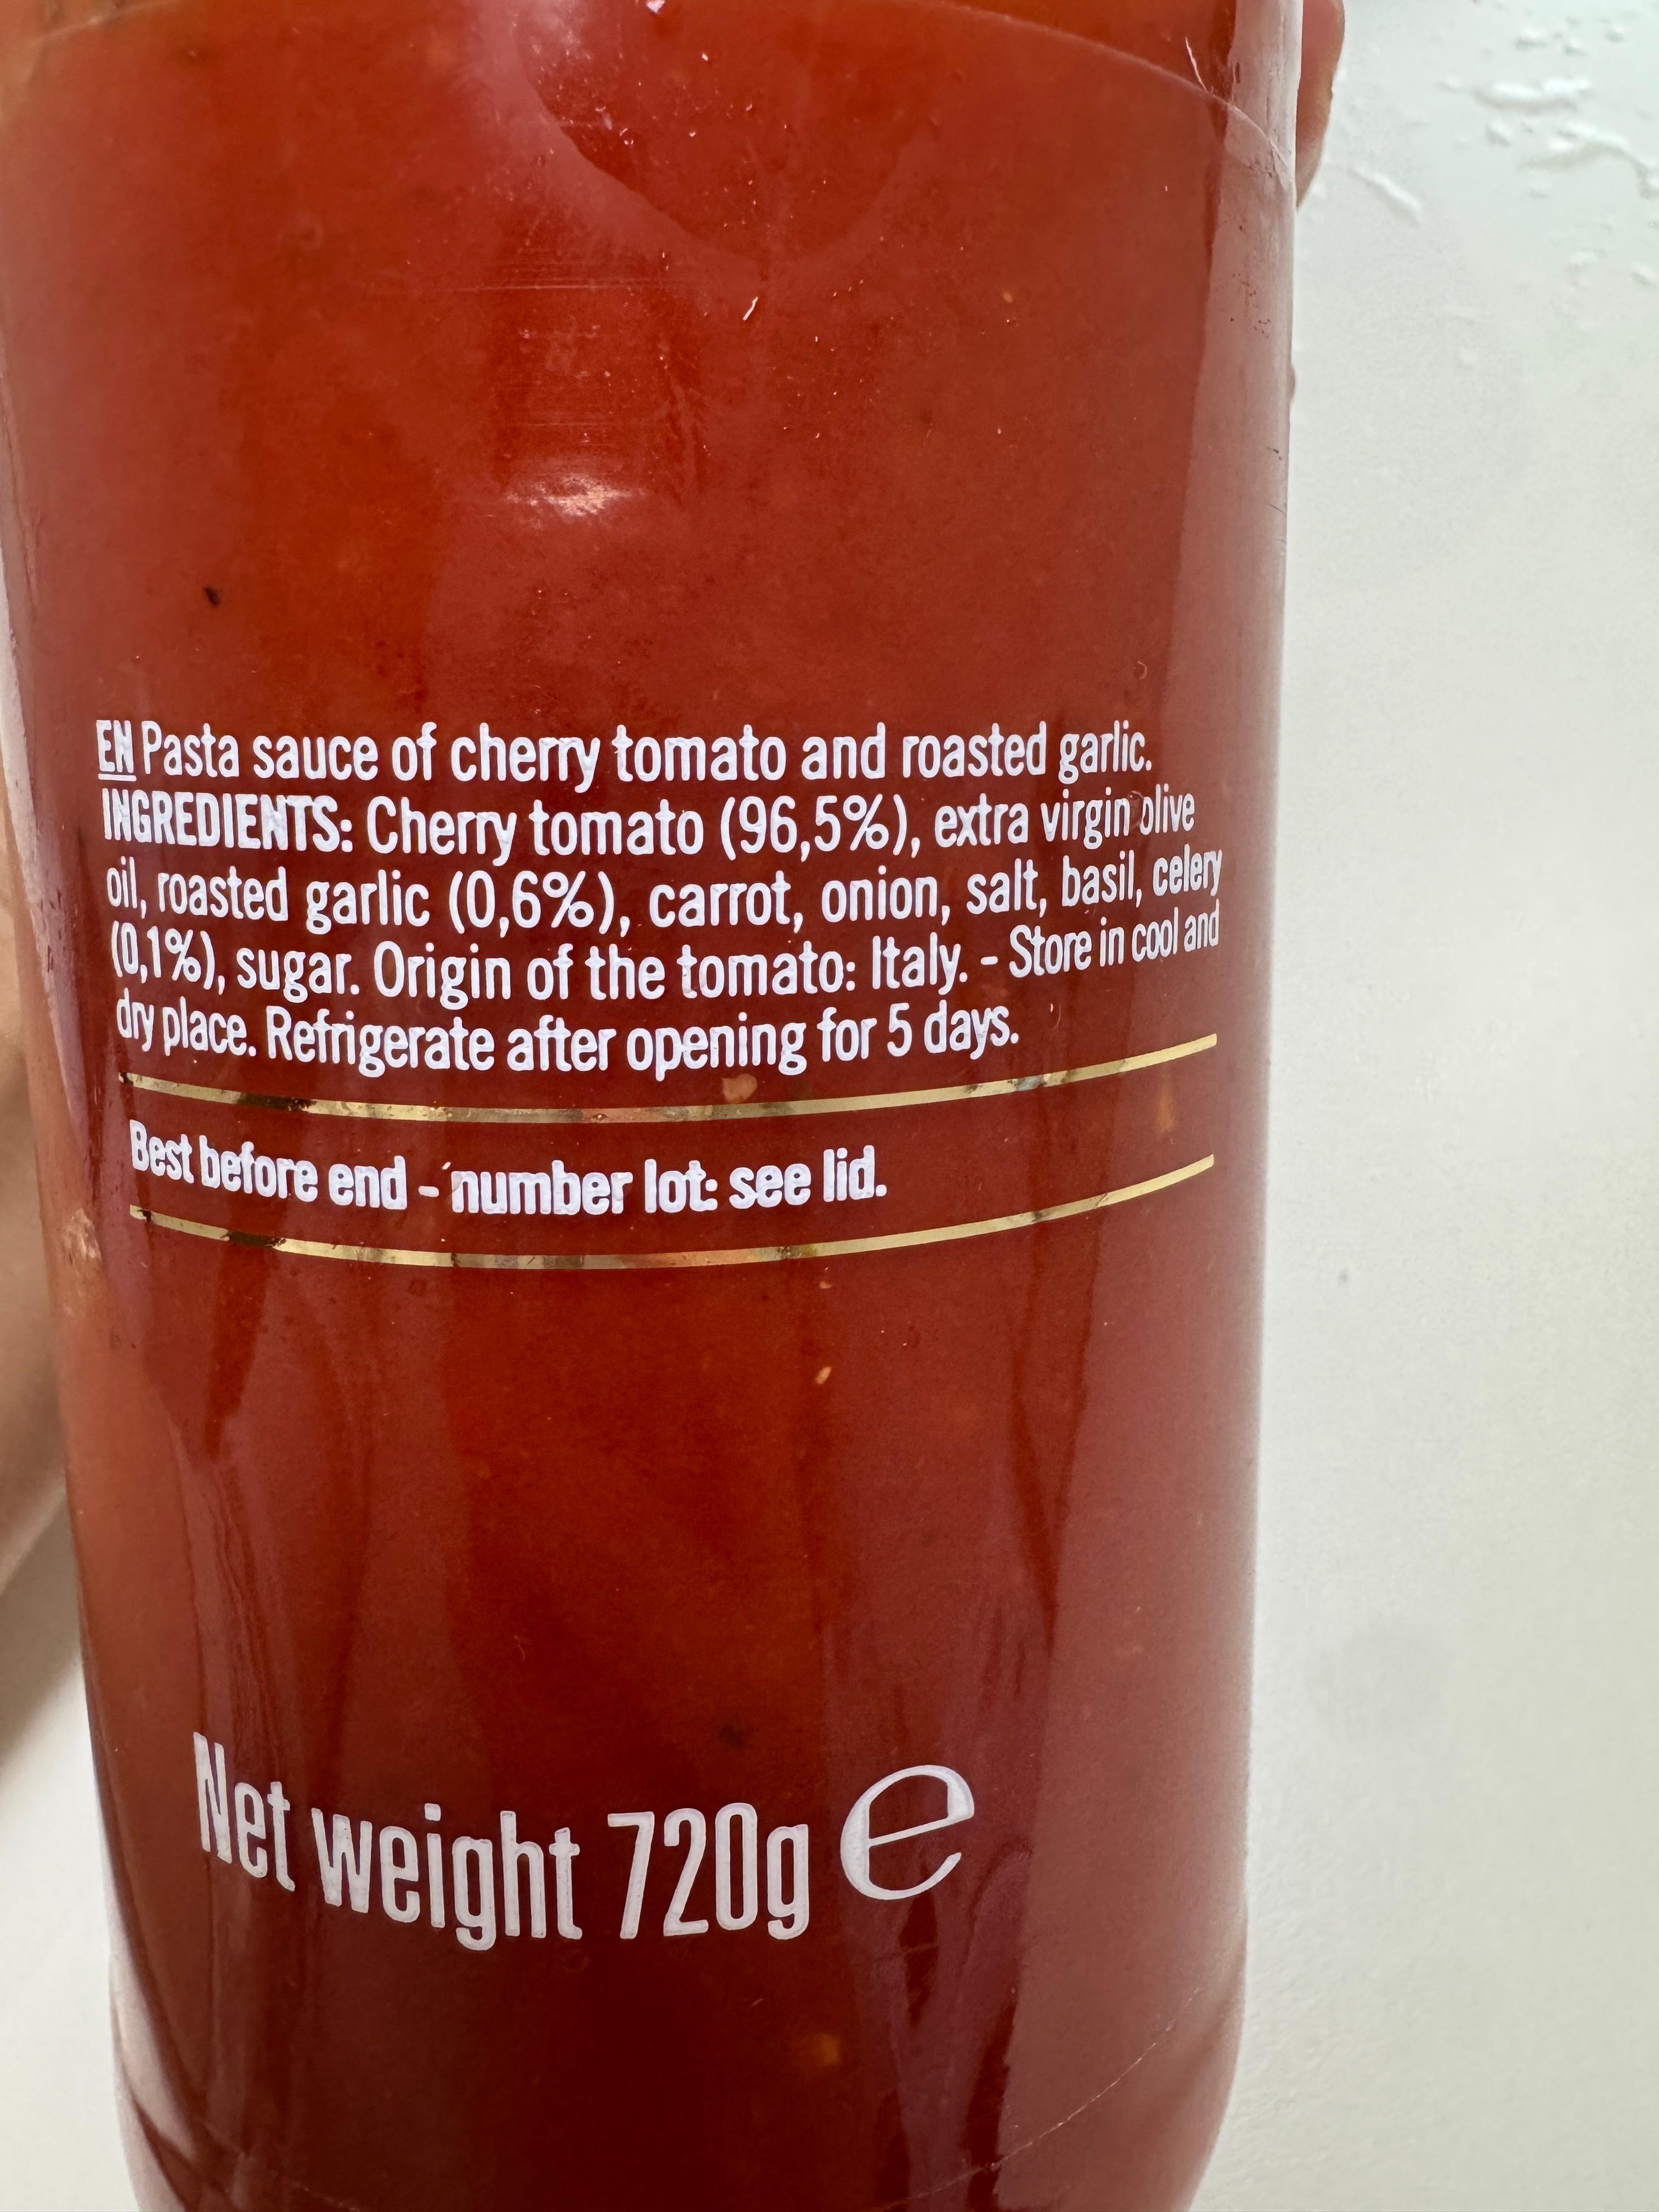 EN Pasta sauce of cherry tomato and roasted garlic.
INGREDIENTS: Cherry tomato (96,5%), extra virgin olive
oil, roasted garlic (0,6%), carrot, onion, salt, basil, celery
(0,1%), sugar. Origin of the tomato: Italy. - Store in cool and
dry place. Refrigerate after opening for 5 days.
Best before end - number lot: see lid.
Net weight 720g ℮